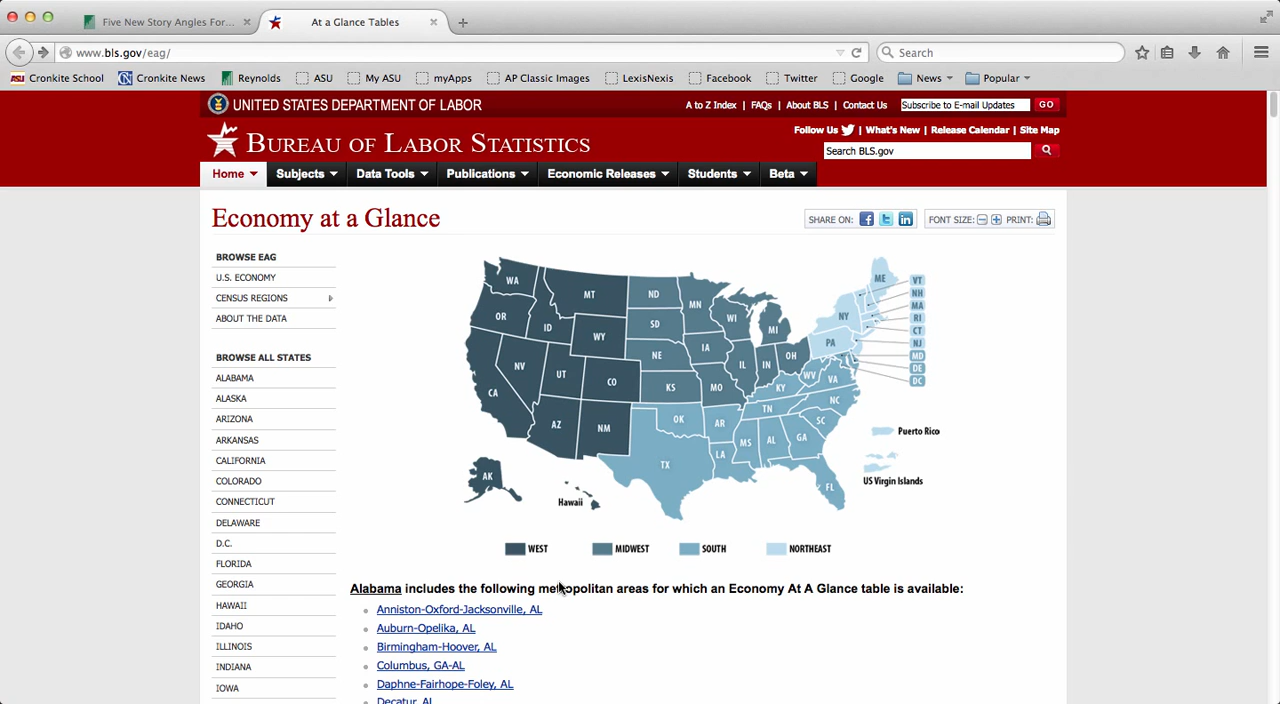 Five New Story Angles For...
At a Glance Tables
www.bls.gov/eag/
Search
Cronkite School
Cronkite News
Reynolds
ASU
My ASU
myApps
AP Classic Images
LexisNexis
Facebook
Twitter
Google
News
Popular
UNITED STATES DEPARTMENT OF LABOR
A to Z Index | FAQs | About BLS | Contact Us
Subscribe to E-mail Updates
GO
Follow Us | What's New | Release Calendar | Site Map
BUREAU OF LABOR STATISTICS
Search BLS.gov
Home
Subjects
Data Tools
Publications
Economic Releases
Students
Beta
Economy at a Glance
SHARE ON:
FONT SIZE:
PRINT:
BROWSE EAG
U.S. ECONOMY
CENSUS REGIONS
ABOUT THE DATA
BROWSE ALL STATES
ALABAMA
ALASKA
ARIZONA
ARKANSAS
CALIFORNIA
COLORADO
CONNECTICUT
DELAWARE
D.C.
FLORIDA
GEORGIA
HAWAII
IDAHO
ILLINOIS
INDIANA
IOWA
WA
MT
ND
MN
ME
VT
NH
MA
RI
CT
NJ
MD
DE
DC
OR
ID
WY
SD
WI
MI
NY
PA
NV
UT
CO
NE
IA
IL
IN
OH
WV
VA
CA
KS
MO
KY
AZ
NM
OK
AR
TN
NC
SC
TX
LA
MS
AL
GA
FL
AK
Hawaii
Puerto Rico
US Virgin Islands
WEST
MIDWEST
SOUTH
NORTHEAST
Alabama includes the following metropolitan areas for which an Economy At A Glance table is available:
Anniston-Oxford-Jacksonville, AL
Auburn-Opelika, AL
Birmingham-Hoover, AL
Columbus, GA-AL
Daphne-Fairhope-Foley, AL
Decatur, AL